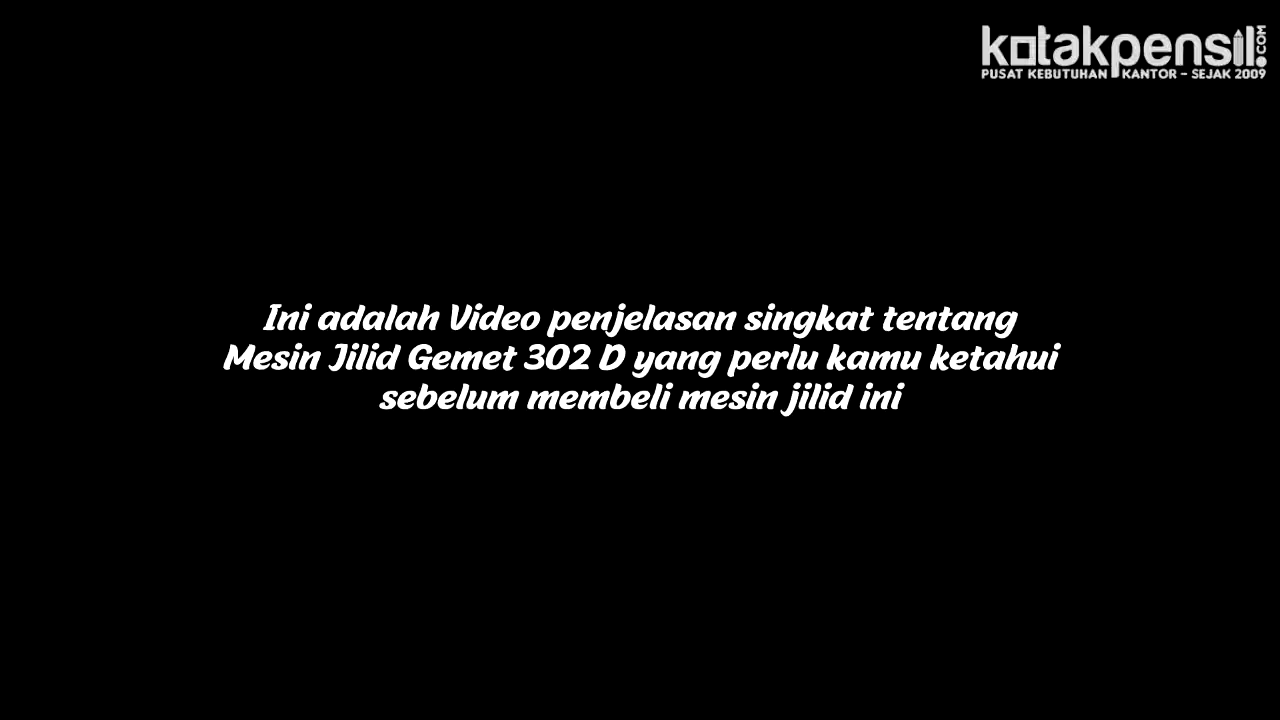 kotakpensil.com
PUSAT KEBUTUHAN KANTOR - SEJAK 2009
Ini adalah Video penjelasan singkat tentang
Mesin Jilid Gemet 302 D yang perlu kamu ketahui
sebelum membeli mesin jilid ini